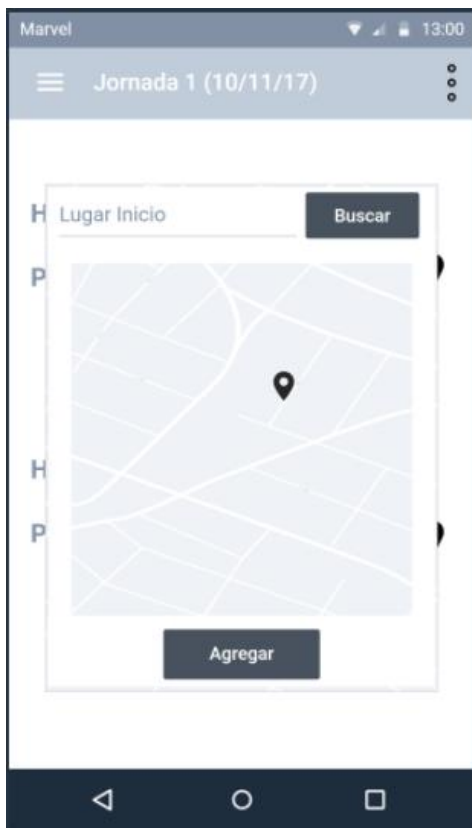 Marvel 13:00
Jornada 1 (10/11/17)
H
Lugar Inicio Buscar
P
H
P
Agregar